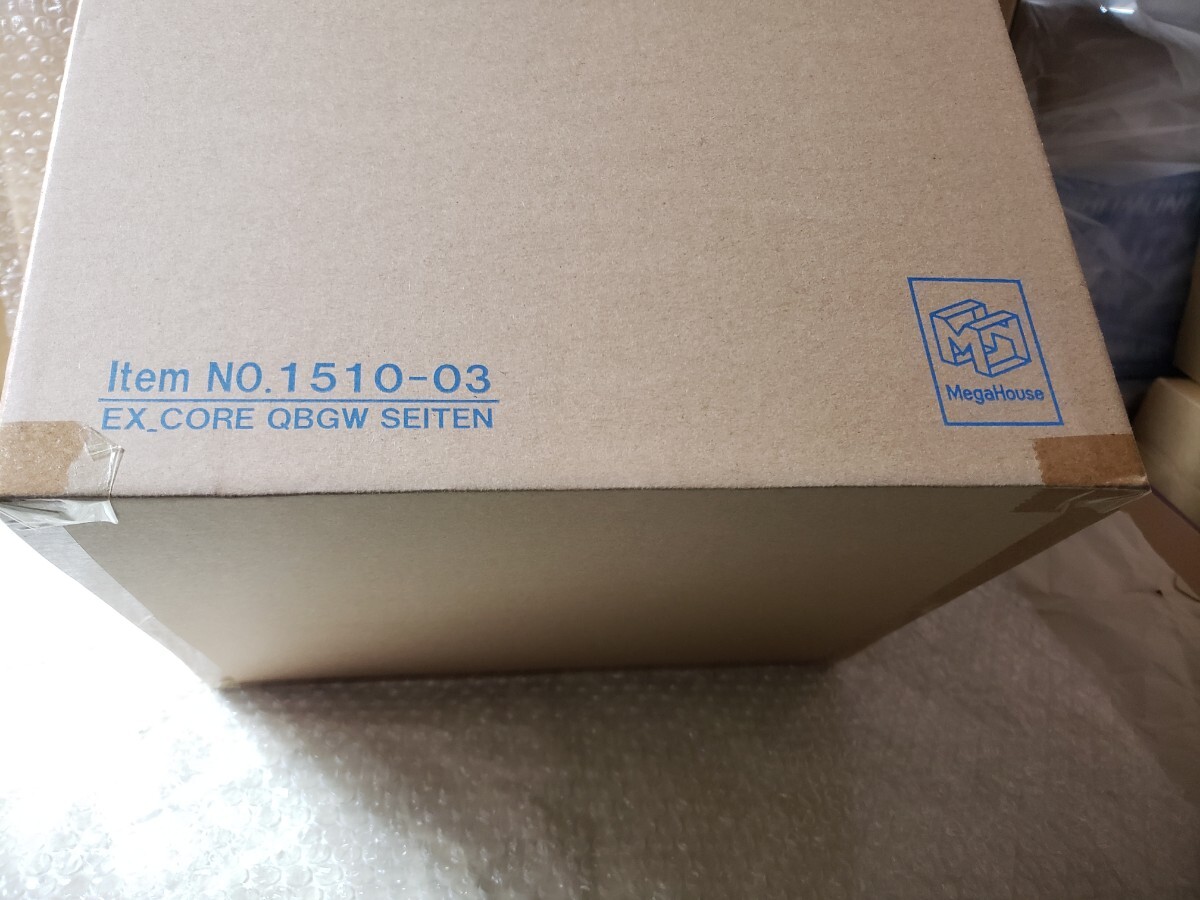 Item NO.1510-03
EX_CORE QBGW SEITEN
MegaHouse